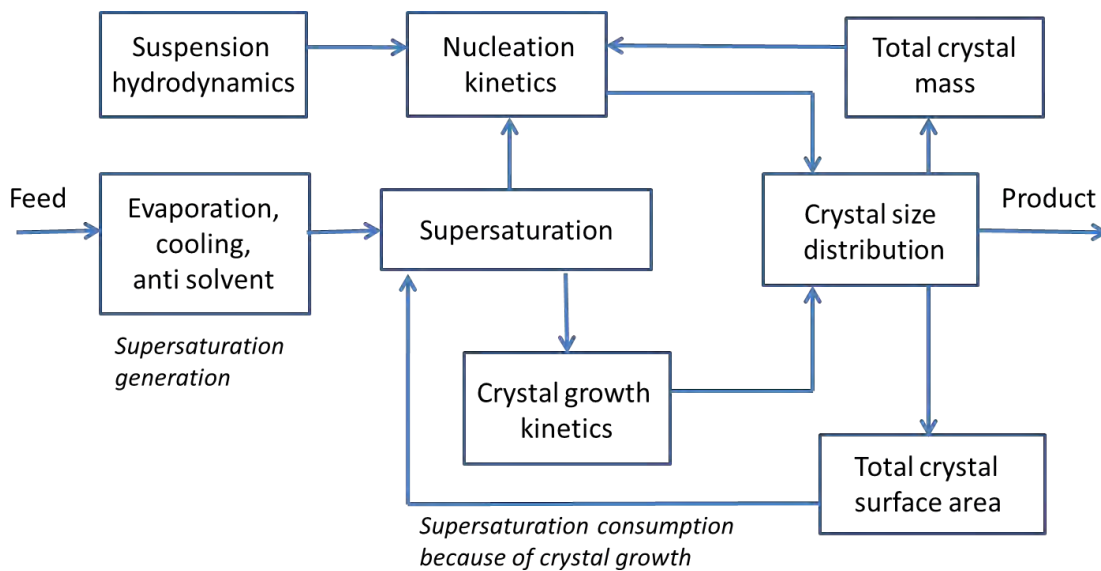 Suspension
hydrodynamics
Nucleation
kinetics
Total crystal
mass
Feed
Evaporation,
cooling,
anti solvent
Supersaturation
Crystal size
distribution
Product
Supersaturation
generation
Crystal growth
kinetics
Total crystal
surface area
Supersaturation consumption
because of crystal growth